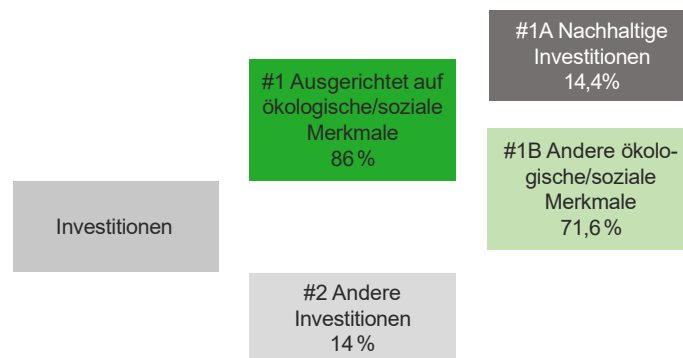 #1A Nachhaltige
Investitionen
14,4%
#1 Ausgerichtet auf
ökologische/soziale
Merkmale
86 %
#1B Andere ökolo-
gische/soziale
Merkmale
71,6 %
Investitionen
#2 Andere
Investitionen
14 %